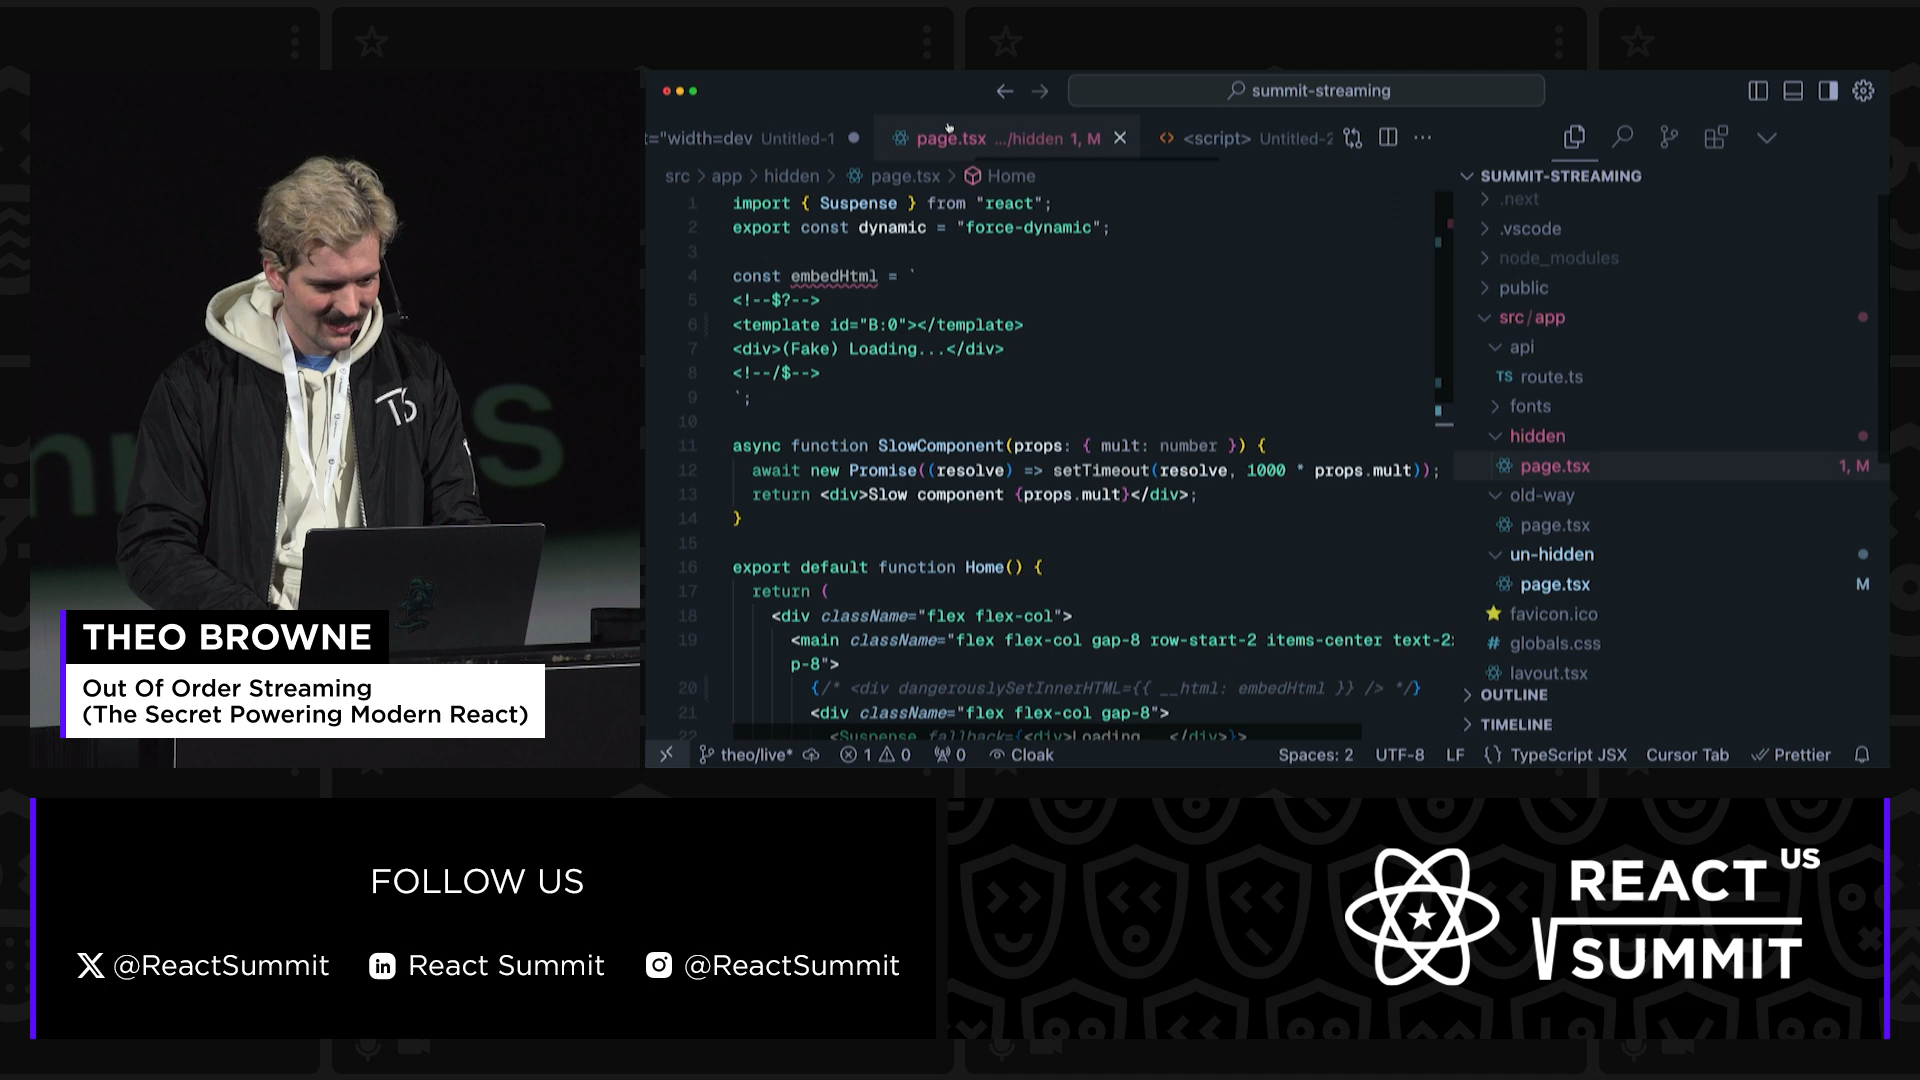 summit-streaming
t="width=dev Untitled-1
page.tsx .../hidden 1, M
<script> Untitled-2
src > app > hidden > page.tsx > Home
1 import { Suspense } from "react";
2 export const dynamic = "force-dynamic";
3
4 const embedHtml = `
5 <!--$?-->
6 <template id="B:0"></template>
7 <div>(Fake) Loading...</div>
8 <!--/$-->
9 `;
10
11 async function SlowComponent(props: { mult: number }) {
12 await new Promise((resolve) => setTimeout(resolve, 1000 * props.mult));
13 return <div>Slow component {props.mult}</div>;
14 }
15
16 export default function Home() {
17 return (
18 <div className="flex flex-col">
19 <main className="flex flex-col gap-8 row-start-2 items-center text-2
p-8">
20 {/* <div dangerouslySetInnerHTML={{ __html: embedHtml }} /> */}
21 <div className="flex flex-col gap-8">
22 <Suspense fallback={<div>Loading...</div>}>
SUMMIT-STREAMING
.next
.vscode
node_modules
public
src/app
api
TS route.ts
fonts
hidden
page.tsx 1, M
old-way
page.tsx
un-hidden
page.tsx M
favicon.ico
# globals.css
layout.tsx
OUTLINE
TIMELINE
theo/live* 1 0 0 Cloak Spaces: 2 UTF-8 LF {} TypeScript JSX Cursor Tab Prettier
TS
S
THEO BROWNE
Out Of Order Streaming
(The Secret Powering Modern React)
FOLLOW US
@ReactSummit
in React Summit
@ReactSummit
REACT US
SUMMIT